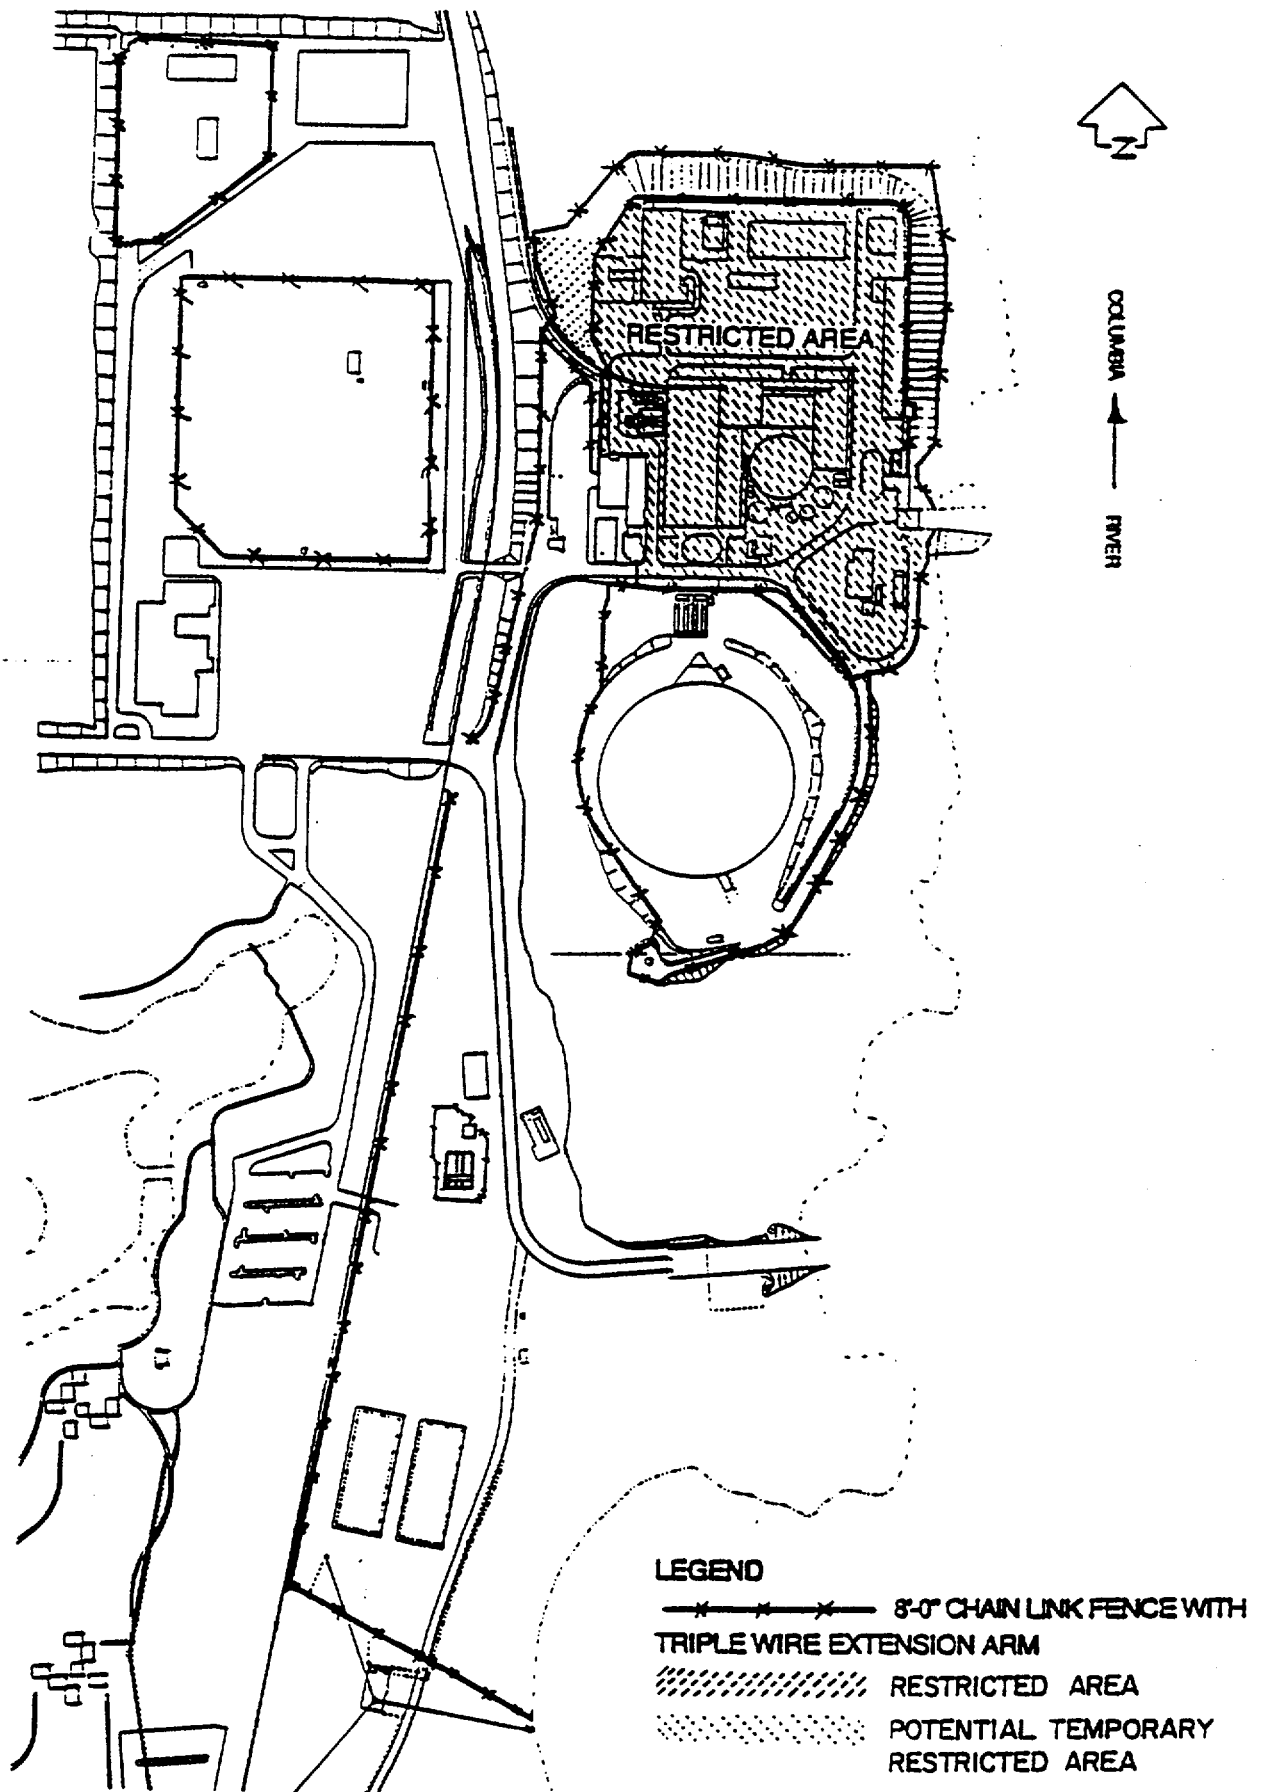 N
RESTRICTED AREA
COLUMBIA
RIVER
LEGEND
8'-0" CHAIN LINK FENCE WITH
TRIPLE WIRE EXTENSION ARM
RESTRICTED AREA
POTENTIAL TEMPORARY
RESTRICTED AREA